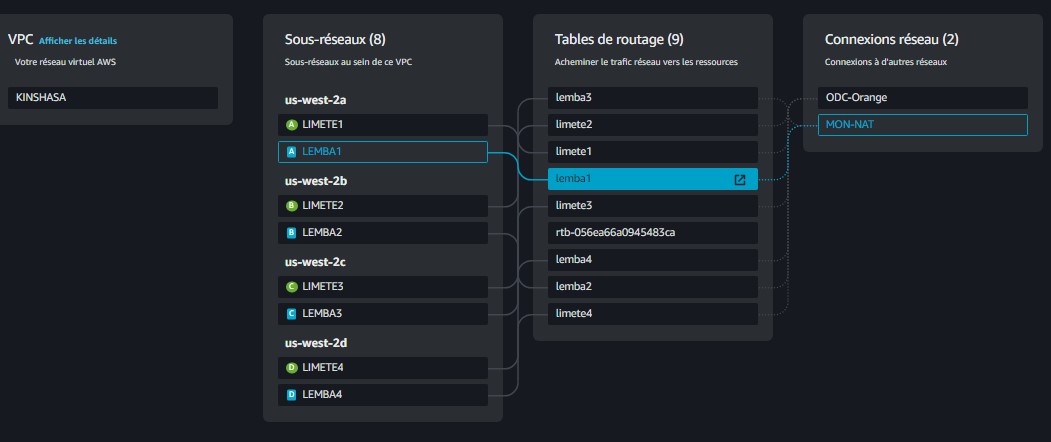 VPC Afficher les détails
Votre réseau virtuel AWS
KINSHASA
Sous-réseaux (8)
Sous-réseaux au sein de ce VPC
us-west-2a
A LIMETE1
A LEMBA1
us-west-2b
B LIMETE2
B LEMBA2
us-west-2c
C LIMETE3
C LEMBA3
us-west-2d
D LIMETE4
D LEMBA4
Tables de routage (9)
Acheminer le trafic réseau vers les ressources
lemba3
limete2
limete1
lemba1
limete3
rtb-056ea66a0945483ca
lemba4
lemba2
limete4
Connexions réseau (2)
Connexions à d'autres réseaux
ODC-Orange
MON-NAT